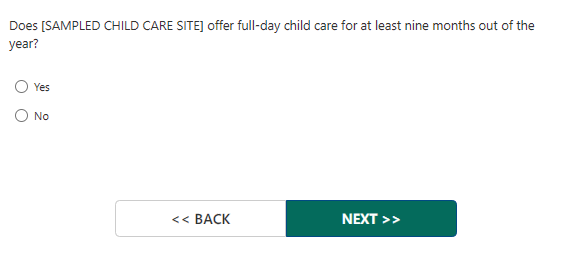 Does [SAMPLED CHILD CARE SITE] offer full-day child care for at least nine months out of the
year?
Yes
No
<< BACK
NEXT >>